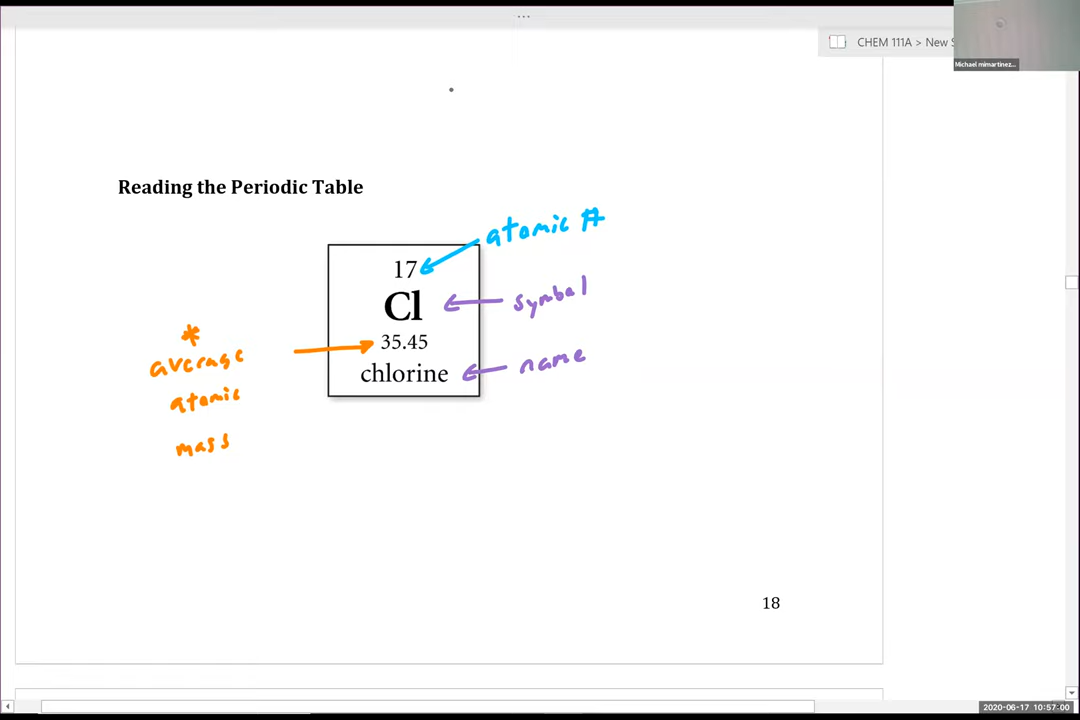 ...
CHEM 111A > New S
Michael mimartinez...
Reading the Periodic Table
atomic #
17
Cl
symbol
35.45
*
average
atomic
mass
chlorine
name
18
2020-06-17 10:57:00